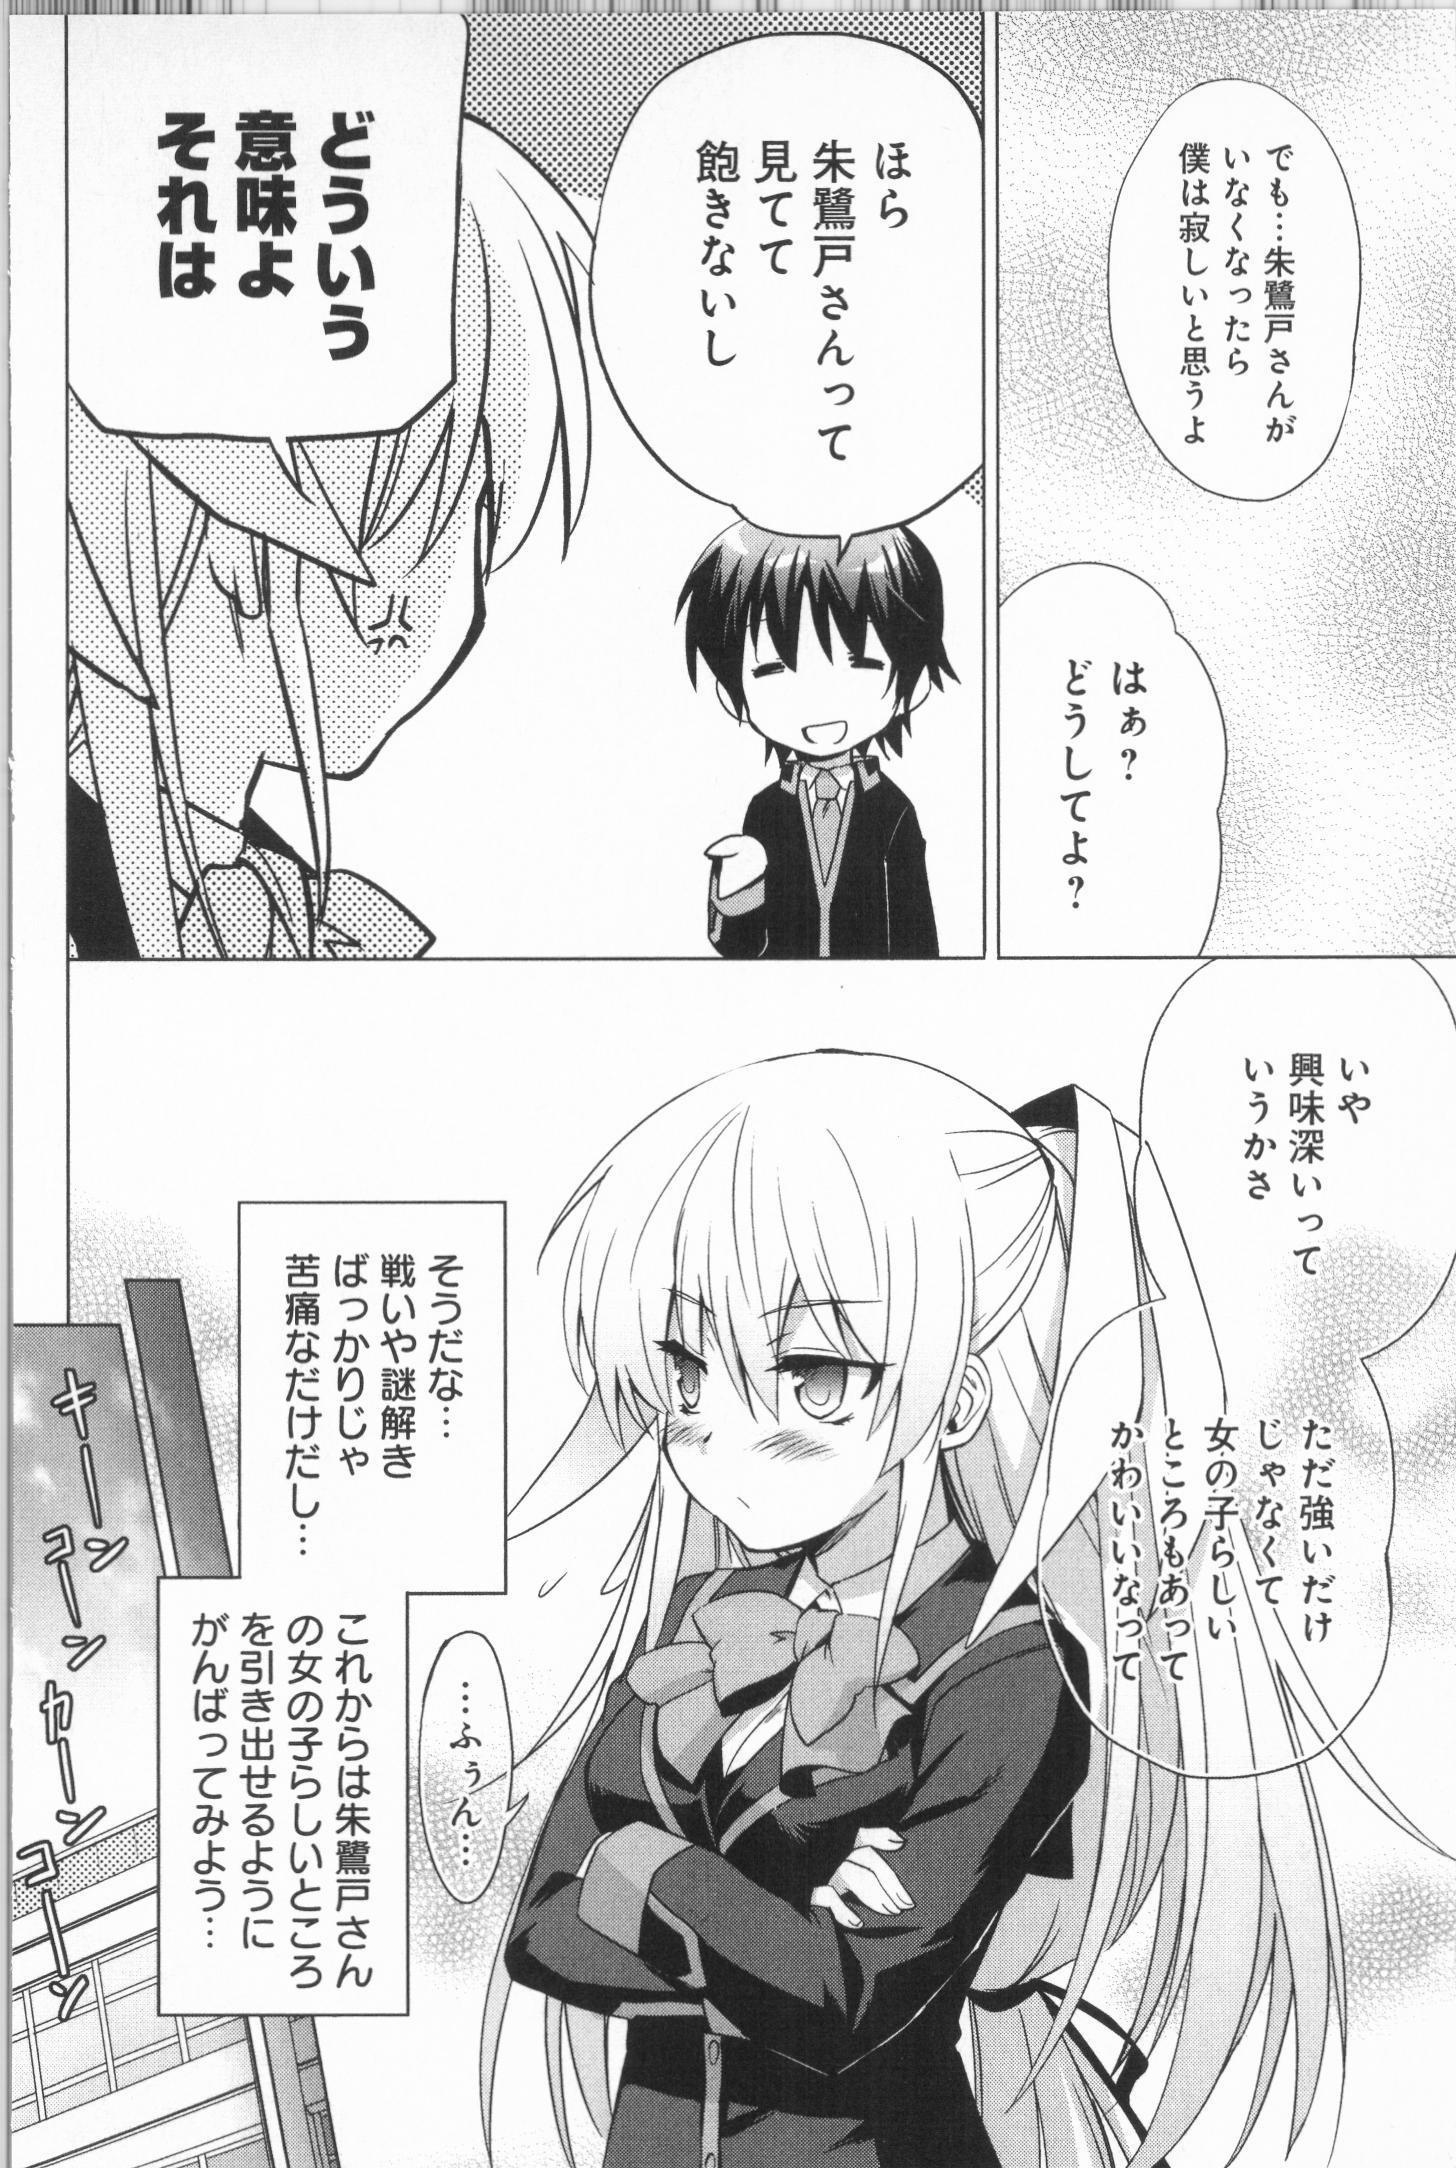 でも…朱鷺戸さんが
いなくなったら
僕は寂しいと思うよ
はぁ？
どうしてよ？
ほら
朱鷺戸さんって
見てて
飽きないし
どういう
意味よ
それは
いや
興味深いって
いうかさ
ただ強いだけ
じゃなくて
女の子らしい
ところもあって
かわいいなって
…ふぅん…
そうだな…
戦いや謎解き
ばっかりじゃ
苦痛なだけだし…
これからは朱鷺戸さん
の女の子らしいところ
を引き出せるように
がんばってみよう…
キーン
コーン
カーン
コーン